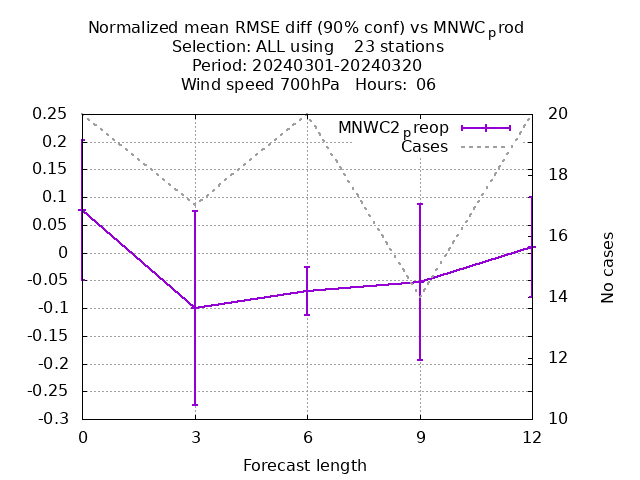 Normalized mean RMSE diff (90% conf) vs MNWCprod
Selection: ALL using 23 stations
Period: 20240301-20240320
Wind speed 700hPa Hours: 06
MNWC2preop
Cases
0.25
0.2
0.15
0.1
0.05
0
-0.05
-0.1
-0.15
-0.2
-0.25
-0.3
20
18
16
14
12
10
No cases
0 3 6 9 12
Forecast length